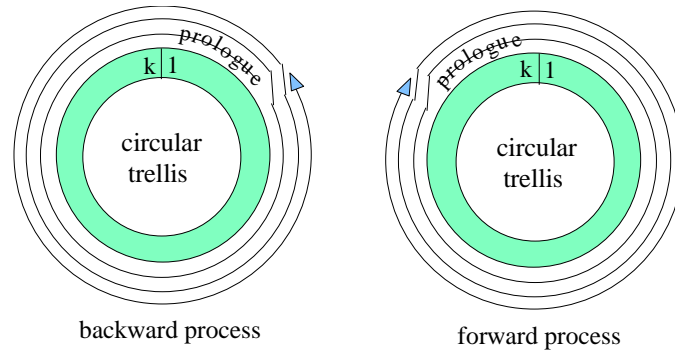 prologue
k 1
circular
trellis
backward process
prologue
k 1
circular
trellis
forward process